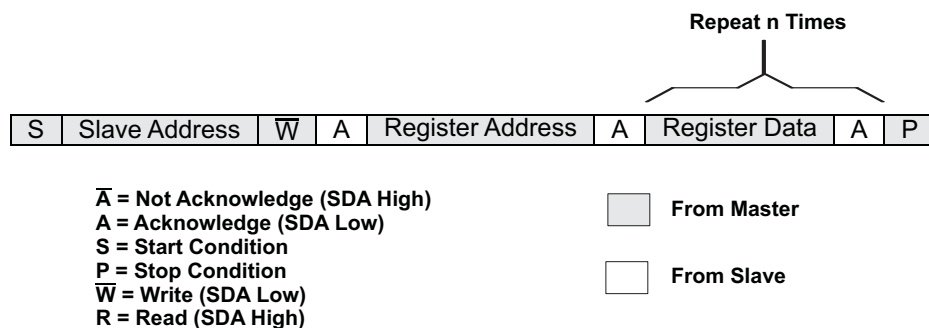 Repeat n Times
S Slave Address W̅ A Register Address A Register Data A P
A̅ = Not Acknowledge (SDA High)
A = Acknowledge (SDA Low)
S = Start Condition
P = Stop Condition
W̅ = Write (SDA Low)
R = Read (SDA High)
From Master
From Slave